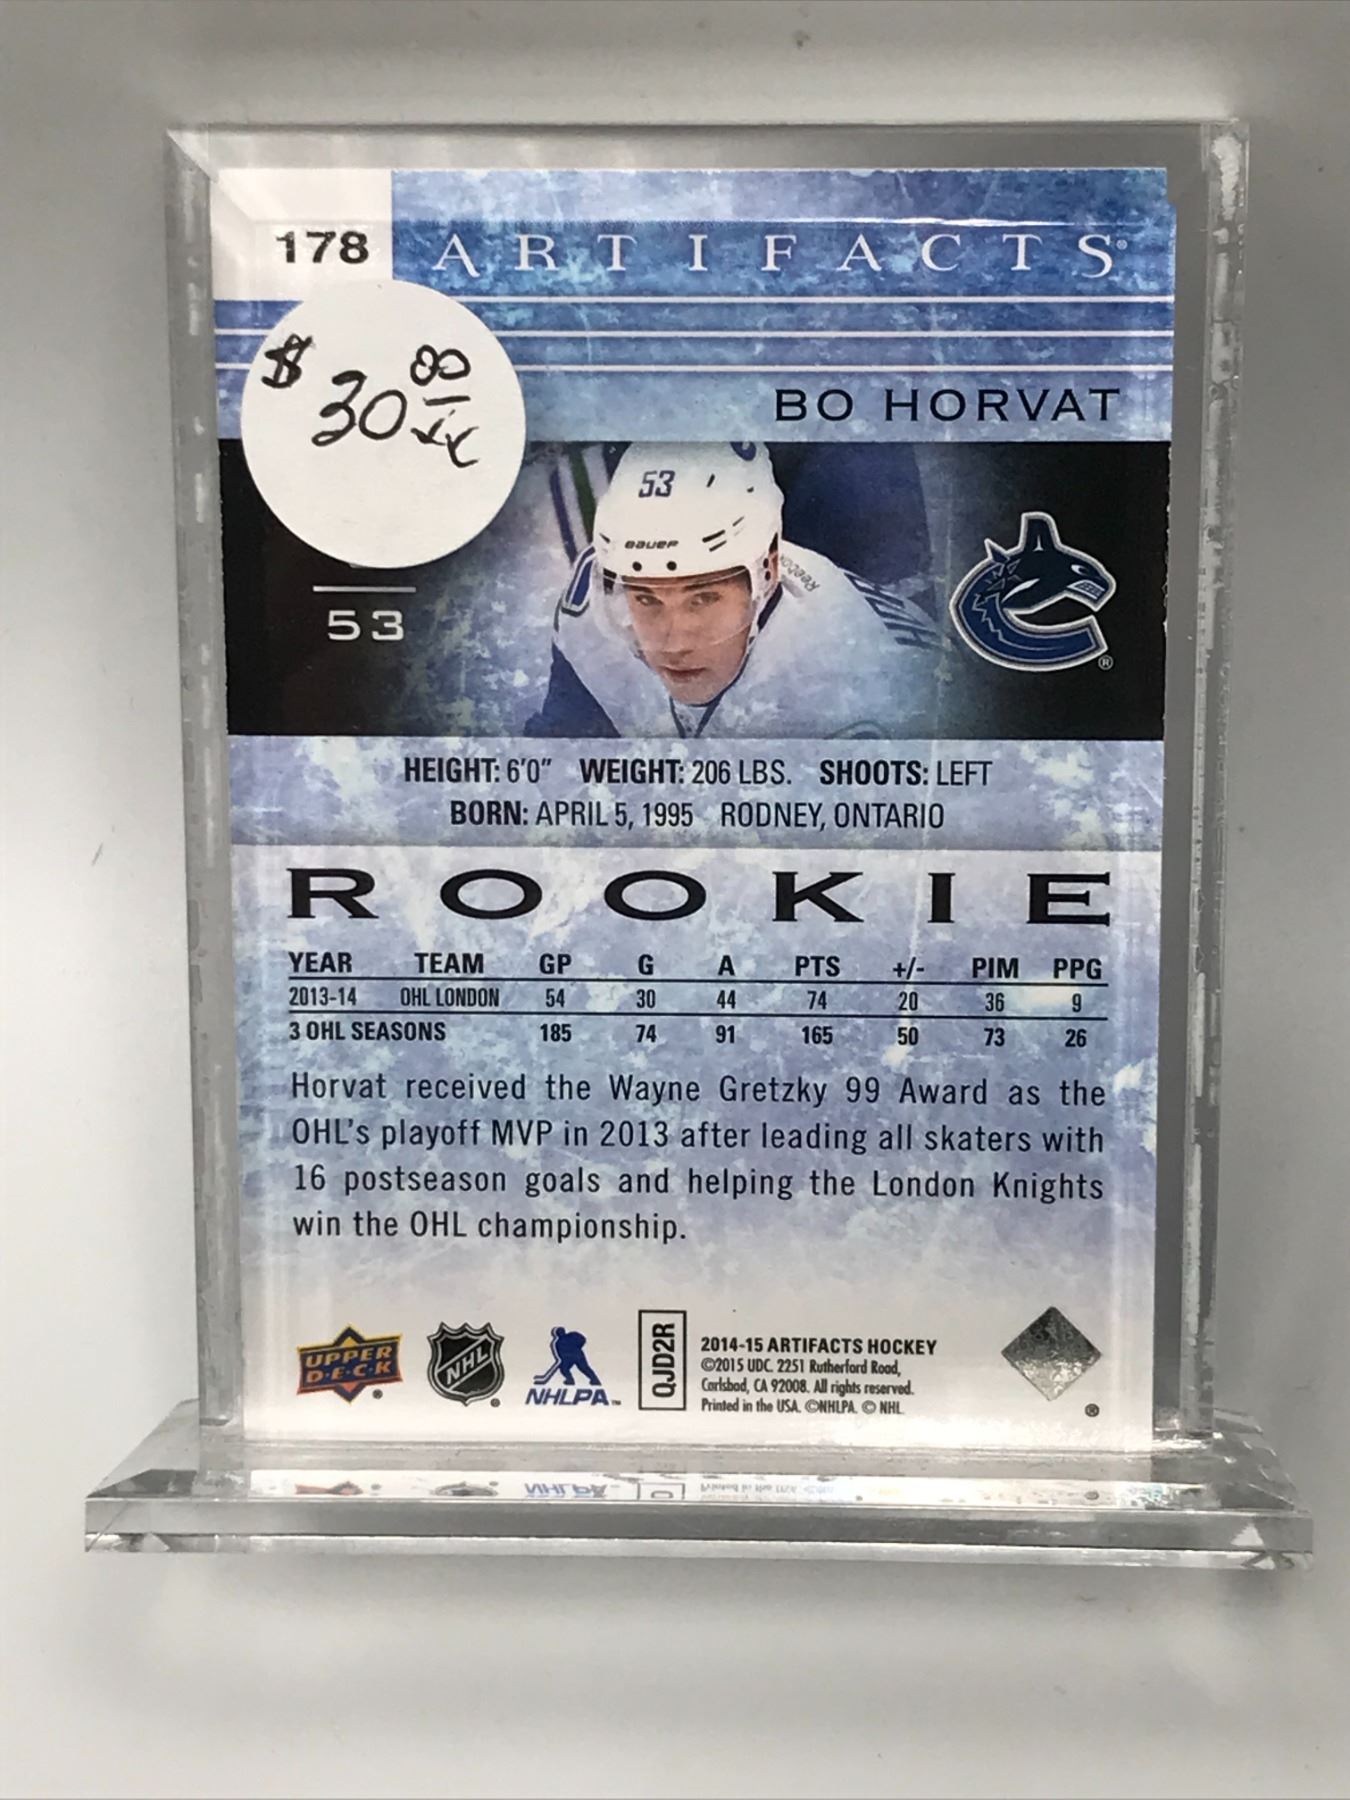 178 ARTIFACTS®
$ 30 00
BO HORVAT
53
BAUER
Reebok
53
®
HEIGHT: 6'0" WEIGHT: 206 LBS. SHOOTS: LEFT
BORN: APRIL 5, 1995 RODNEY, ONTARIO
ROOKIE
YEAR TEAM GP G A PTS +/- PIM PPG
2013-14 OHL LONDON 54 30 44 74 20 36 9
3 OHL SEASONS 185 74 91 165 50 73 26
Horvat received the Wayne Gretzky 99 Award as the
OHL's playoff MVP in 2013 after leading all skaters with
16 postseason goals and helping the London Knights
win the OHL championship.
UPPER
D·E·C·K
®
NHL
®
NHLPA™
QJD2R
2014-15 ARTIFACTS HOCKEY
©2015 UDC. 2251 Rutherford Road,
Carlsbad, CA 92008. All rights reserved.
Printed in the USA. ©NHLPA. © NHL
®